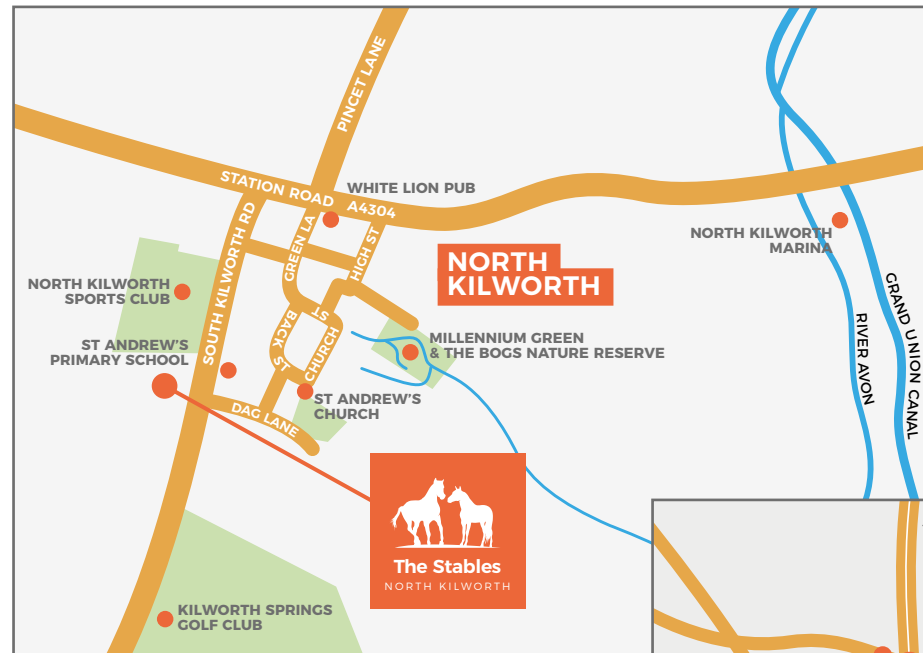 PINCET LANE
STATION ROAD
A4304
WHITE LION PUB
SOUTH KILWORTH RD
GREEN LA
HIGH ST
NORTH KILWORTH
MARINA
NORTH
KILWORTH
NORTH KILWORTH
SPORTS CLUB
GRAND UNION CANAL
RIVER AVON
BACK ST
CHURCH ST
MILLENNIUM GREEN
& THE BOGS NATURE RESERVE
ST ANDREW'S
PRIMARY SCHOOL
ST ANDREW'S
CHURCH
DAG LANE
The Stables
NORTH KILWORTH
KILWORTH SPRINGS
GOLF CLUB